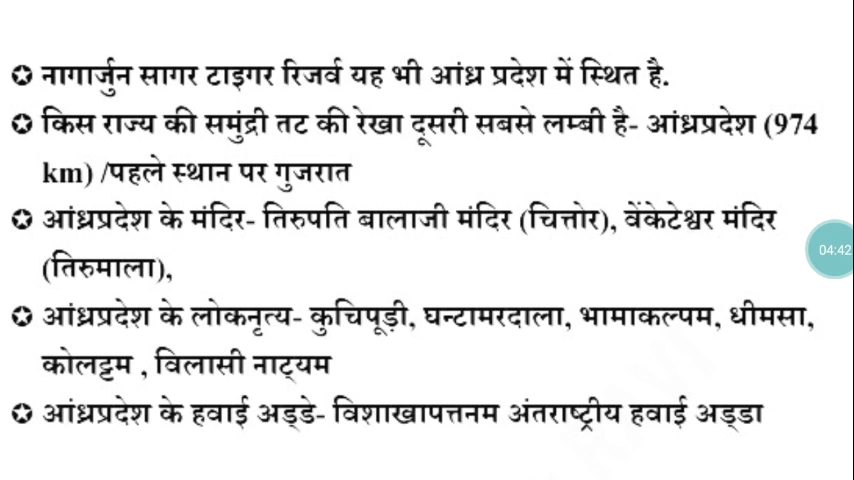 ✪ नागार्जुन सागर टाइगर रिजर्व यह भी आंध्र प्रदेश में स्थित है.
✪ किस राज्य की समुंद्री तट की रेखा दूसरी सबसे लम्बी है- आंध्रप्रदेश (974
km) /पहले स्थान पर गुजरात
✪ आंध्रप्रदेश के मंदिर- तिरुपति बालाजी मंदिर (चित्तोर), वेंकेटेश्वर मंदिर
(तिरुमाला),
04:42
✪ आंध्रप्रदेश के लोकनृत्य- कुचिपूड़ी, घन्टामरदाला, भामाकल्पम, धीमसा,
कोलट्टम , विलासी नाट्यम
✪ आंध्रप्रदेश के हवाई अड्डे- विशाखापत्तनम अंतराष्ट्रीय हवाई अड्डा